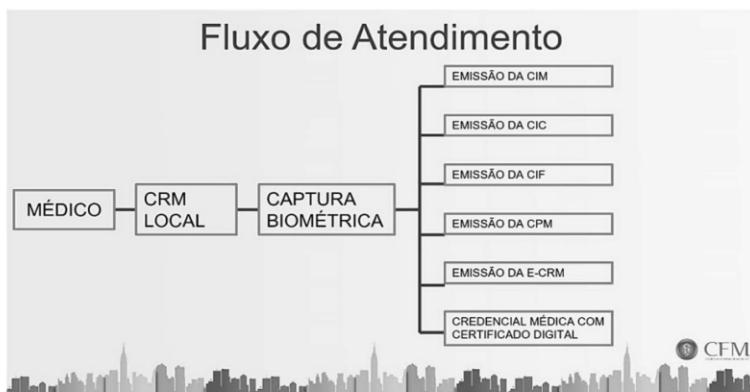 Fluxo de Atendimento
MÉDICO
CRM
LOCAL
CAPTURA
BIOMÉTRICA
EMISSÃO DA CIM
EMISSÃO DA CIC
EMISSÃO DA CIF
EMISSÃO DA CPM
EMISSÃO DA E-CRM
CREDENCIAL MÉDICA COM
CERTIFICADO DIGITAL
CFM